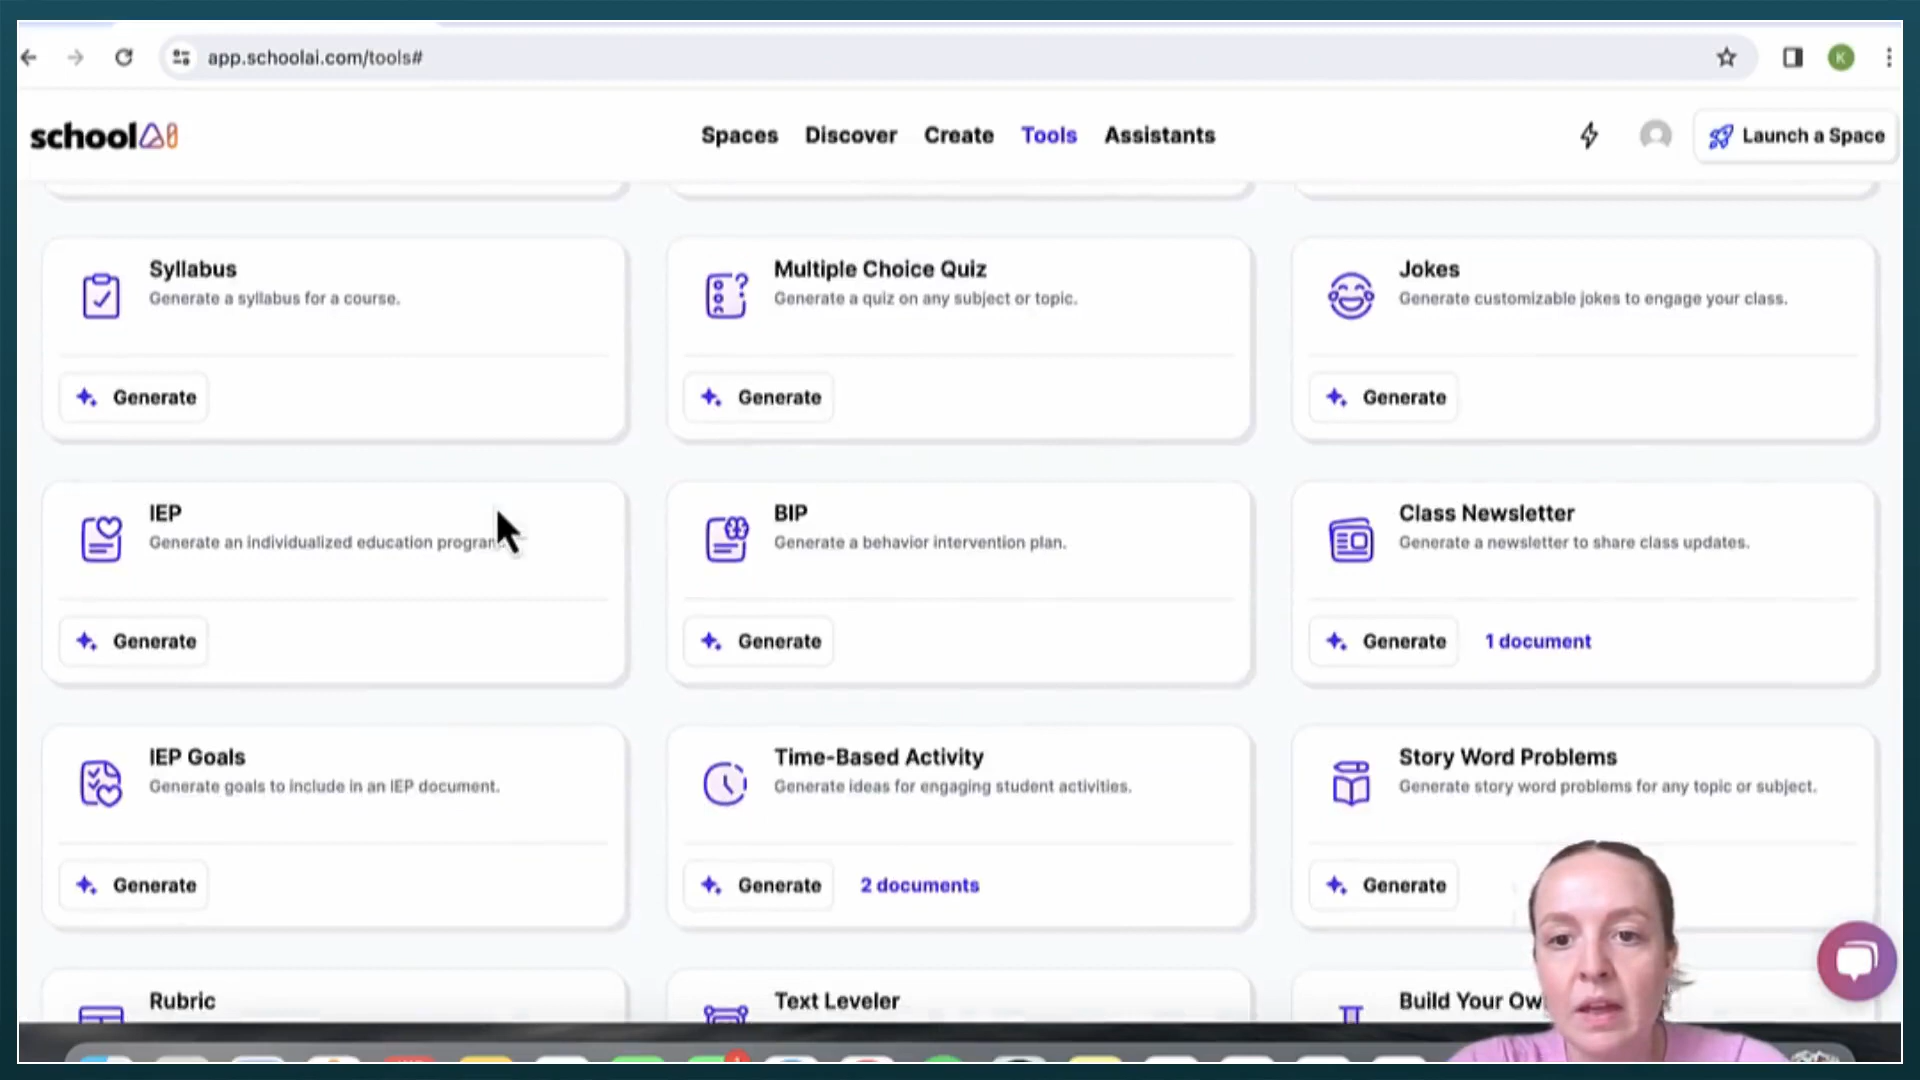 app.schoolai.com/tools#
K
schoolAI
Spaces
Discover
Create
Tools
Assistants
Launch a Space
Syllabus
Generate a syllabus for a course.
Generate
Multiple Choice Quiz
Generate a quiz on any subject or topic.
Generate
Jokes
Generate customizable jokes to engage your class.
Generate
IEP
Generate an individualized education program
Generate
BIP
Generate a behavior intervention plan.
Generate
Class Newsletter
Generate a newsletter to share class updates.
Generate
1 document
IEP Goals
Generate goals to include in an IEP document.
Generate
Time-Based Activity
Generate ideas for engaging student activities.
Generate
2 documents
Story Word Problems
Generate story word problems for any topic or subject.
Generate
Rubric
Text Leveler
Build Your Ow